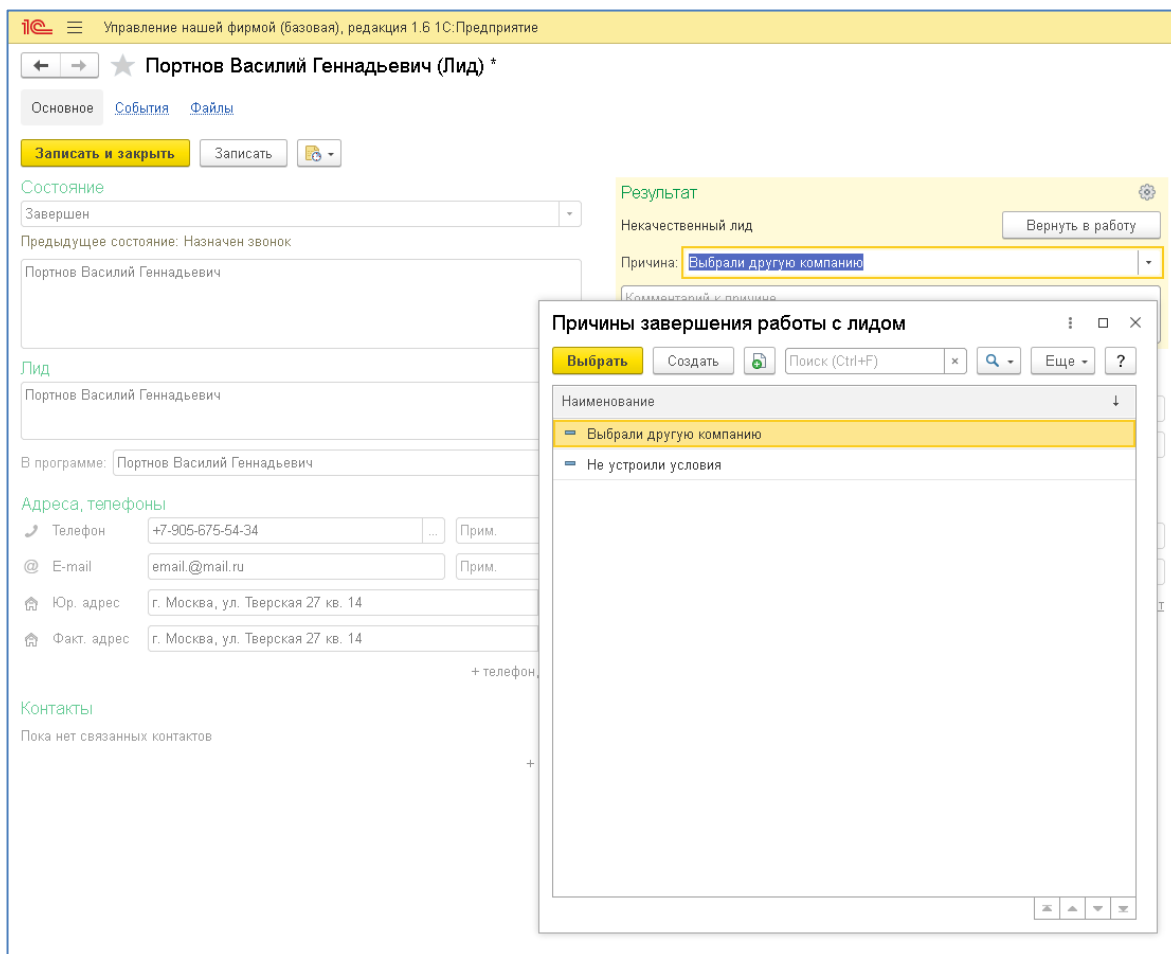 1С Управление нашей фирмой (базовая), редакция 1.6 1С:Предприятие
Портнов Василий Геннадьевич (Лид) *
Основное События Файлы
Записать и закрыть Записать
Состояние
Завершен
Предыдущее состояние: Назначен звонок
Портнов Василий Геннадьевич
Результат
Некачественный лид Вернуть в работу
Причина: Выбрали другую компанию
Комментарий к причине
Лид
Портнов Василий Геннадьевич
В программе: Портнов Василий Геннадьевич
Адреса, телефоны
Телефон +7-905-675-54-34 ... Прим.
@ E-mail email.@mail.ru Прим.
Юр. адрес г. Москва, ул. Тверская 27 кв. 14
Факт. адрес г. Москва, ул. Тверская 27 кв. 14
+ телефон,
Контакты
Пока нет связанных контактов
+
Причины завершения работы с лидом
Выбрать Создать Поиск (Ctrl+F) × Еще ?
Наименование ↓
Выбрали другую компанию
Не устроили условия